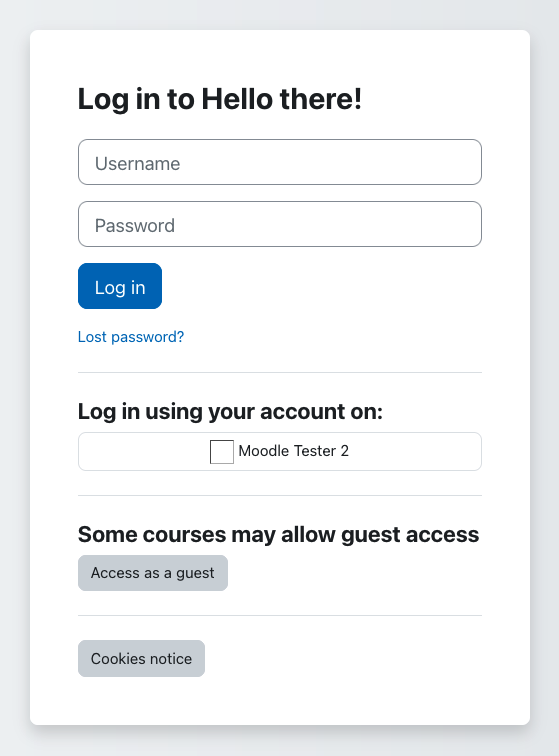 Log in to Hello there!
Username
Password
Log in
Lost password?
Log in using your account on:
Moodle Tester 2
Some courses may allow guest access
Access as a guest
Cookies notice